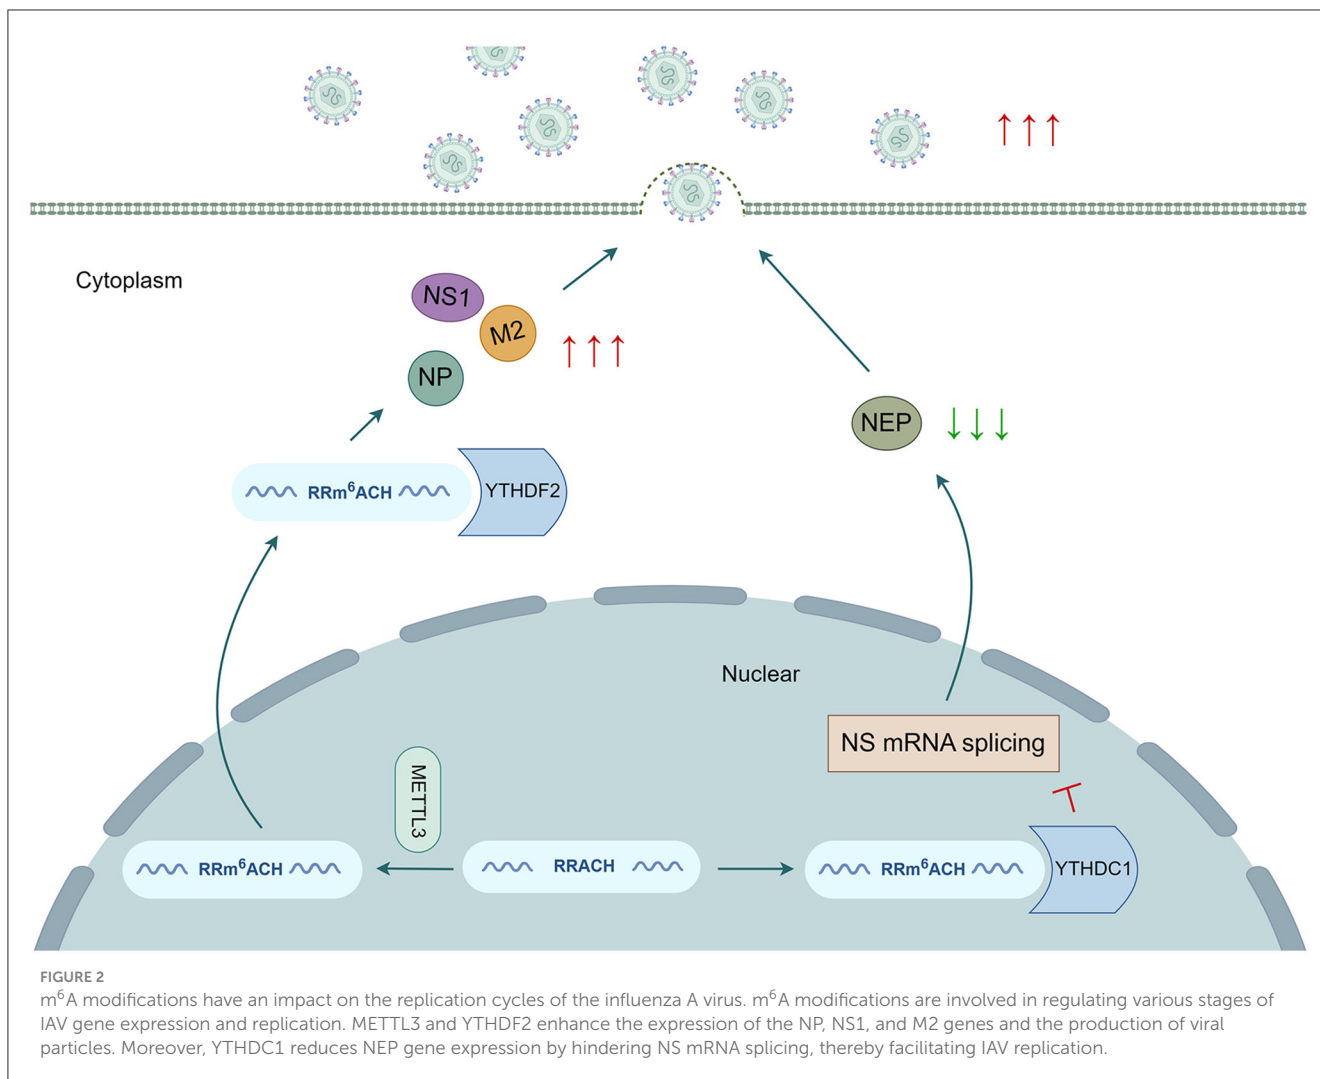 Cytoplasm
NS1
M2
↑↑↑
↑↑↑
NP
NEP
↓↓↓
RRm⁶ACH
YTHDF2
Nuclear
NS mRNA splicing
METTL3
RRm⁶ACH
RRACH
RRm⁶ACH
YTHDC1
FIGURE 2
m⁶A modifications have an impact on the replication cycles of the influenza A virus. m⁶A modifications are involved in regulating various stages of
IAV gene expression and replication. METTL3 and YTHDF2 enhance the expression of the NP, NS1, and M2 genes and the production of viral
particles. Moreover, YTHDC1 reduces NEP gene expression by hindering NS mRNA splicing, thereby facilitating IAV replication.